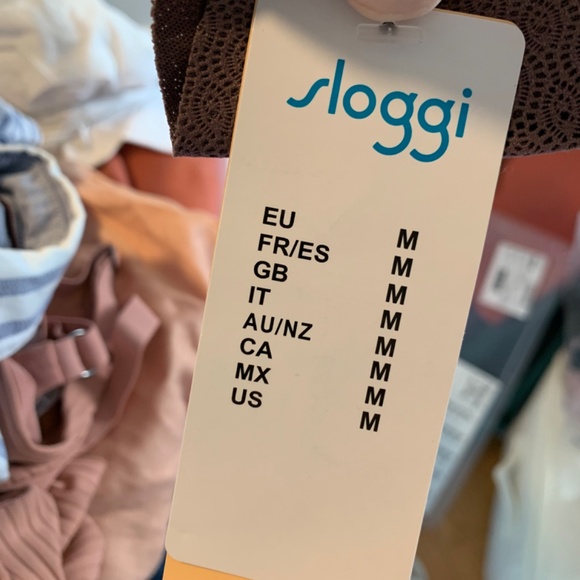 sloggi
EU M
FR/ES M
GB M
IT M
AU/NZ M
CA M
MX M
US M